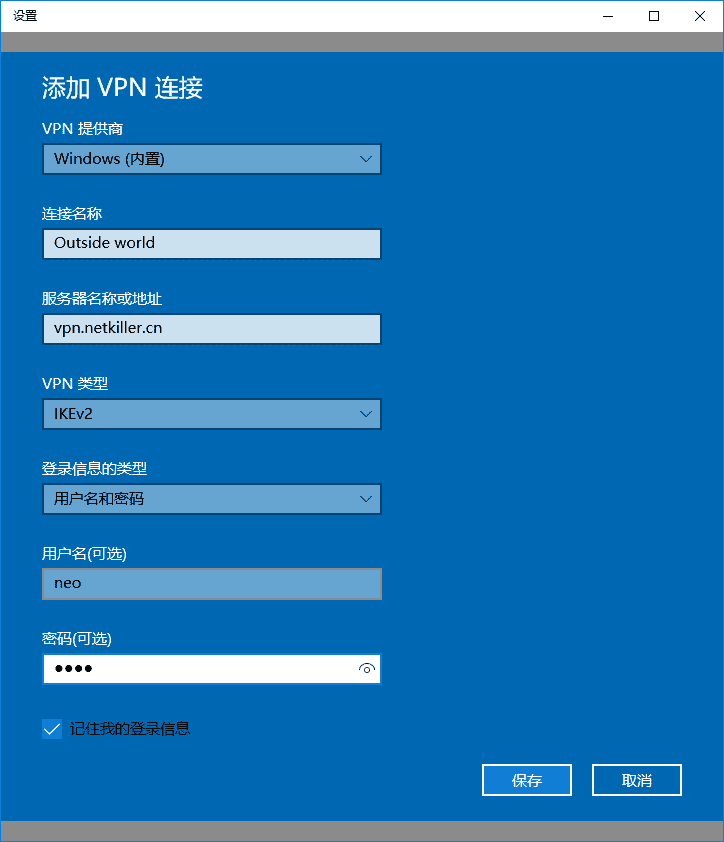 设置
添加 VPN 连接
VPN 提供商
Windows (内置)
连接名称
Outside world
服务器名称或地址
vpn.netkiller.cn
VPN 类型
IKEv2
登录信息的类型
用户名和密码
用户名(可选)
neo
密码(可选)
●●●●
记住我的登录信息
保存
取消